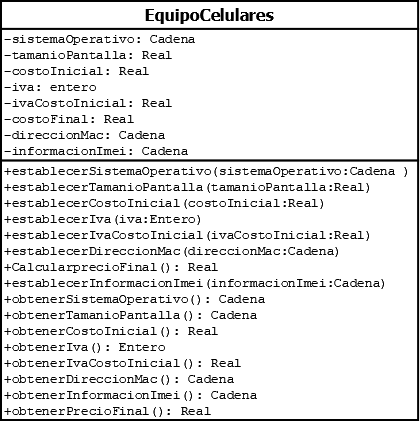 EquipoCelulares
-sistemaOperativo: Cadena
-tamanioPantalla: Real
-costoInicial: Real
-iva: entero
-ivaCostoInicial: Real
-costoFinal: Real
-direccionMac: Cadena
-informacionImei: Cadena
+establecerSistemaOperativo(sistemaOperativo:Cadena )
+establecerTamanioPantalla(tamanioPantalla:Real)
+establecerCostoInicial(costoInicial:Real)
+establecerIva(iva:Entero)
+establecerIvaCostoInicial(ivaCostoInicial:Real)
+establecerDireccionMac(direccionMac:Cadena)
+CalcularprecioFinal(): Real
+establecerInformacionImei(informacionImei:Cadena)
+obtenerSistemaOperativo(): Cadena
+obtenerTamanioPantalla(): Cadena
+obtenerCostoInicial(): Real
+obtenerIva(): Entero
+obtenerIvaCostoInicial(): Real
+obtenerDireccionMac(): Cadena
+obtenerInformacionImei(): Cadena
+obtenerPrecioFinal(): Real